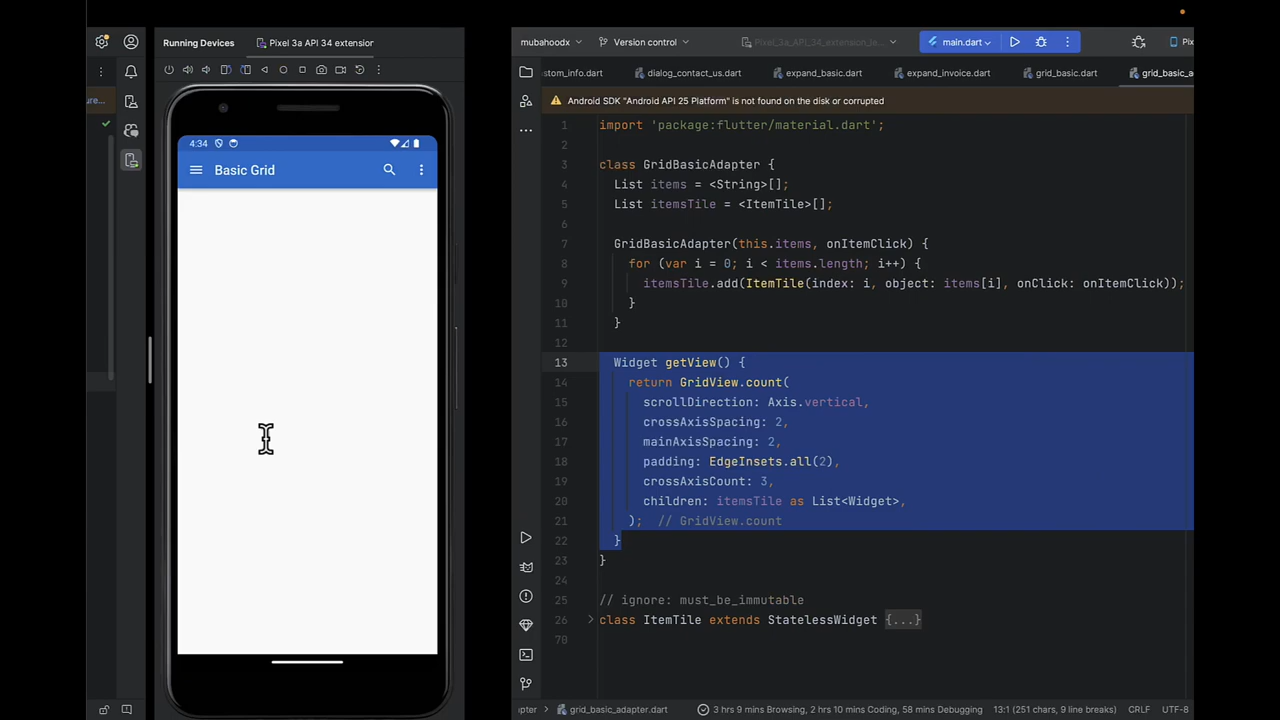 Running Devices
Pixel 3a API 34 extension
mubahoodx
Version control
Pixel_3a_API_34_extension_le
main.dart
Pix
ure...
stom_info.dart
dialog_contact_us.dart
expand_basic.dart
expand_invoice.dart
grid_basic.dart
grid_basic_a
Android SDK "Android API 25 Platform" is not found on the disk or corrupted
4:34
Basic Grid
1 import 'package:flutter/material.dart';
2
3 class GridBasicAdapter {
4 List items = <String>[];
5 List itemsTile = <ItemTile>[];
6
7 GridBasicAdapter(this.items, onItemClick) {
8 for (var i = 0; i < items.length; i++) {
9 itemsTile.add(ItemTile(index: i, object: items[i], onClick: onItemClick));
10 }
11 }
12
13 Widget getView() {
14 return GridView.count(
15 scrollDirection: Axis.vertical,
16 crossAxisSpacing: 2,
17 mainAxisSpacing: 2,
18 padding: EdgeInsets.all(2),
19 crossAxisCount: 3,
20 children: itemsTile as List<Widget>,
21 ); // GridView.count
22 }
23 }
24
25 // ignore: must_be_immutable
26 class ItemTile extends StatelessWidget {...}
70
pter
grid_basic_adapter.dart
3 hrs 9 mins Browsing, 2 hrs 10 mins Coding, 58 mins Debugging
13:1 (251 chars, 9 line breaks)
CRLF
UTF-8